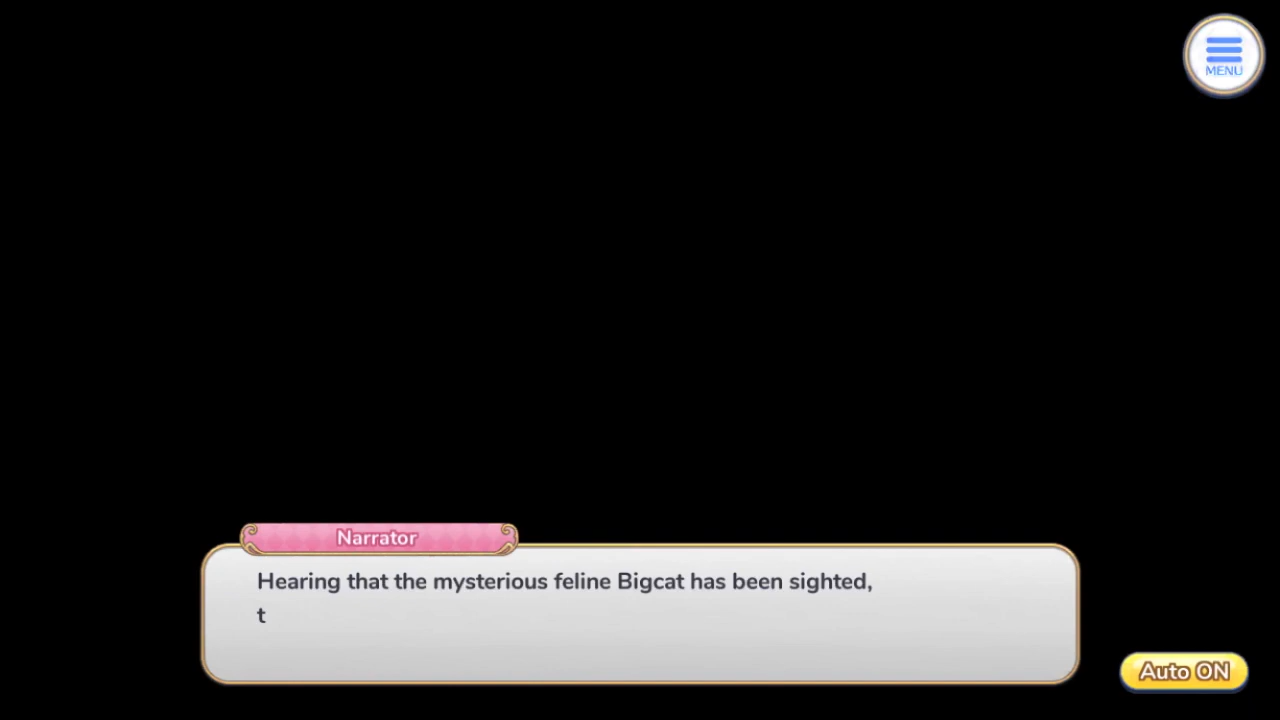 MENU
Narrator
Hearing that the mysterious feline Bigcat has been sighted,
t
Auto ON